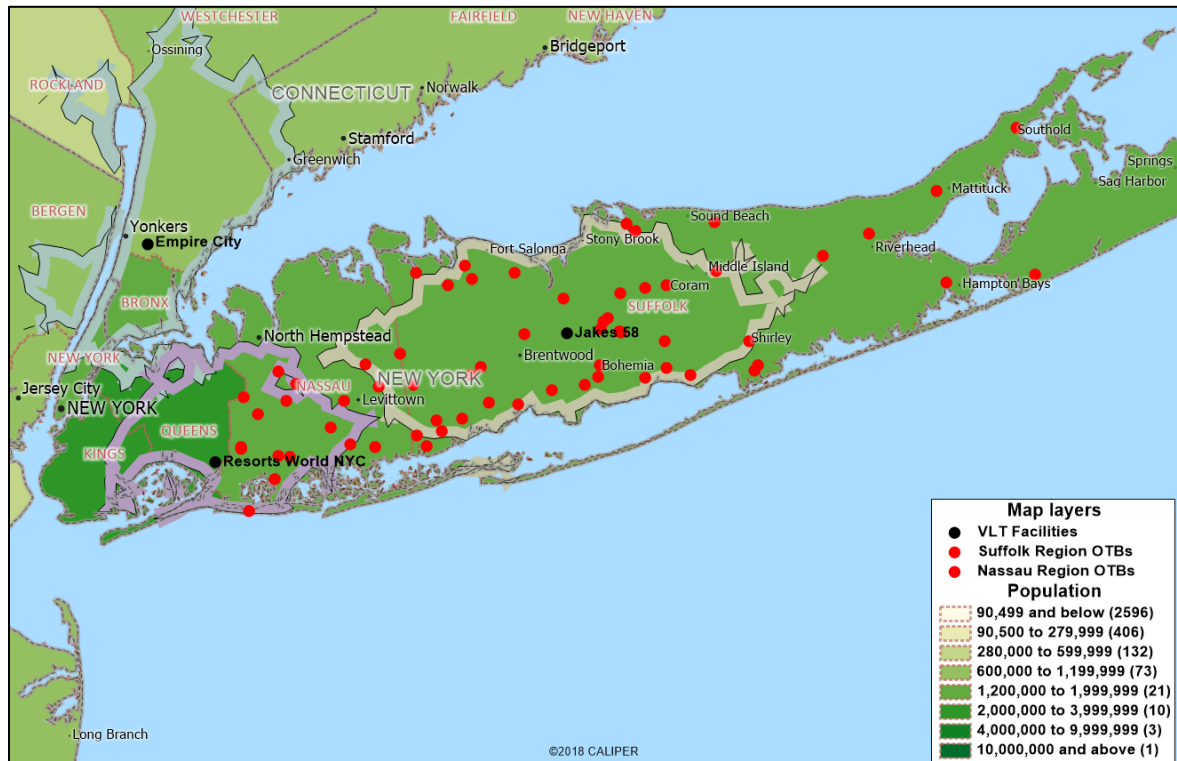 WESTCHESTER
FAIRFIELD
NEW HAVEN
Ossining
Bridgeport
ROCKLAND
CONNECTICUT
Norwalk
Stamford
Greenwich
Southold
Springs
Mattituck
Sag Harbor
BERGEN
Yonkers
Empire City
Sound Beach
Stony Brook
Fort Salonga
Riverhead
Middle Island
Hampton Bays
Coram
BRONX
SUFFOLK
North Hempstead
Jakes 58
Shirley
NEW YORK
Brentwood
Bohemia
Jersey City
NEW YORK
NASSAU
NEW YORK
Levittown
QUEENS
KINGS
Resorts World NYC
Map layers
VLT Facilities
Suffolk Region OTBs
Nassau Region OTBs
Population
90,499 and below (2596)
90,500 to 279,999 (406)
280,000 to 599,999 (132)
600,000 to 1,199,999 (73)
1,200,000 to 1,999,999 (21)
2,000,000 to 3,999,999 (10)
4,000,000 to 9,999,999 (3)
10,000,000 and above (1)
Long Branch
©2018 CALIPER